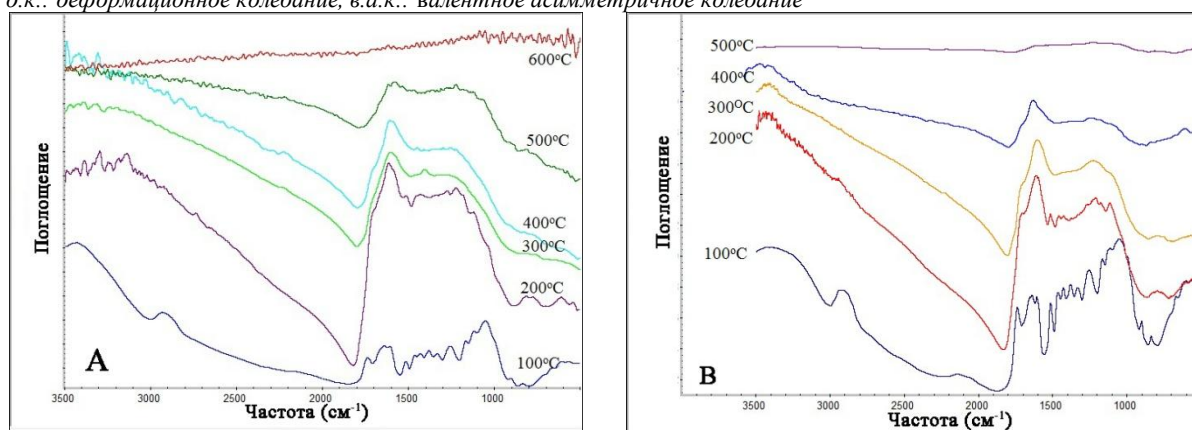 д.к.: деформационное колебание, в.а.к.: валентное асимметричное колебание
600°C
500°C
400°C
300°C
200°C
100°C
A
Поглощение
3500 3000 2500 2000 1500 1000
Частота (см⁻¹)
500°C
400°C
300°C
200°C
100°C
B
Поглощение
3500 3000 2500 2000 1500 1000
Частота (см⁻¹)